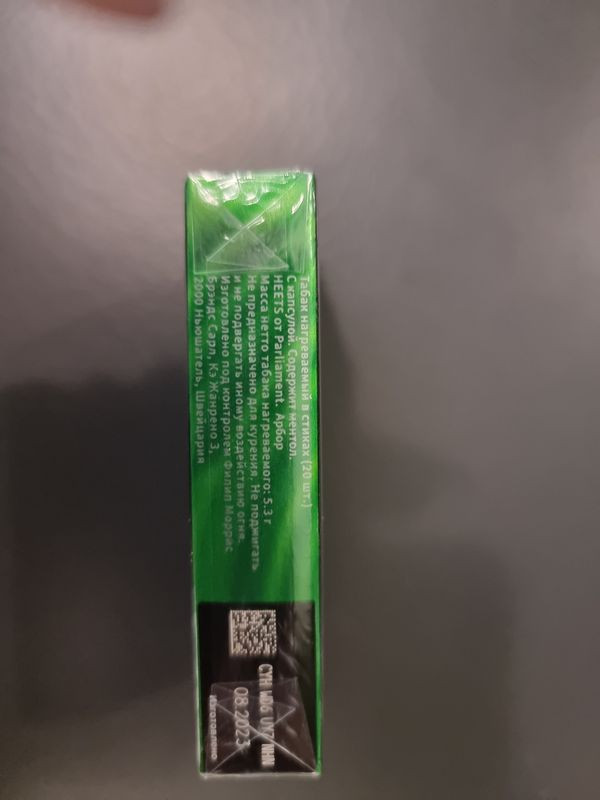 Табак нагреваемый в стиках (20 шт.)
С капсулой. Содержит ментол.
HEETS от Parliament. Арбор
Масса нетто табака нагреваемого: 5.3 г
Не предназначено для курения. Не поджигать
и не подвергать иному воздействию огня.
Изготовлено под контролем Филип Моррис
Брэндс Сарл, Кэ Жанрено 3,
2000 Ньюшатель, Швейцария
08.2023
Изготовлено